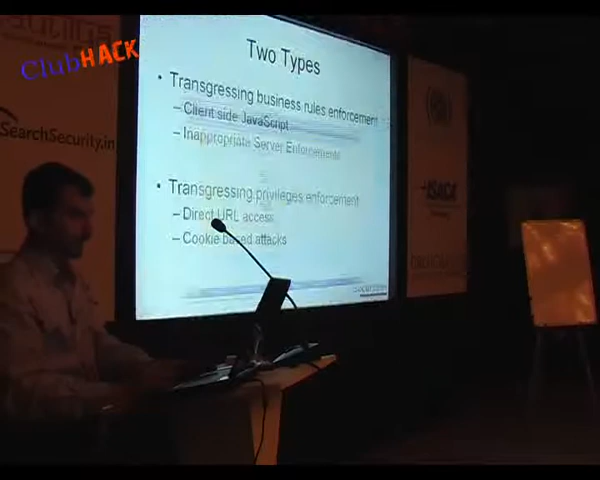 ClubHACK
Two Types
• Transgressing business rules enforcement
– Client side JavaScript
– Inappropriate Server Enforcements
• Transgressing privileges enforcement
– Direct URL access
– Cookie based attacks
SearchSecurity.in
ISACA